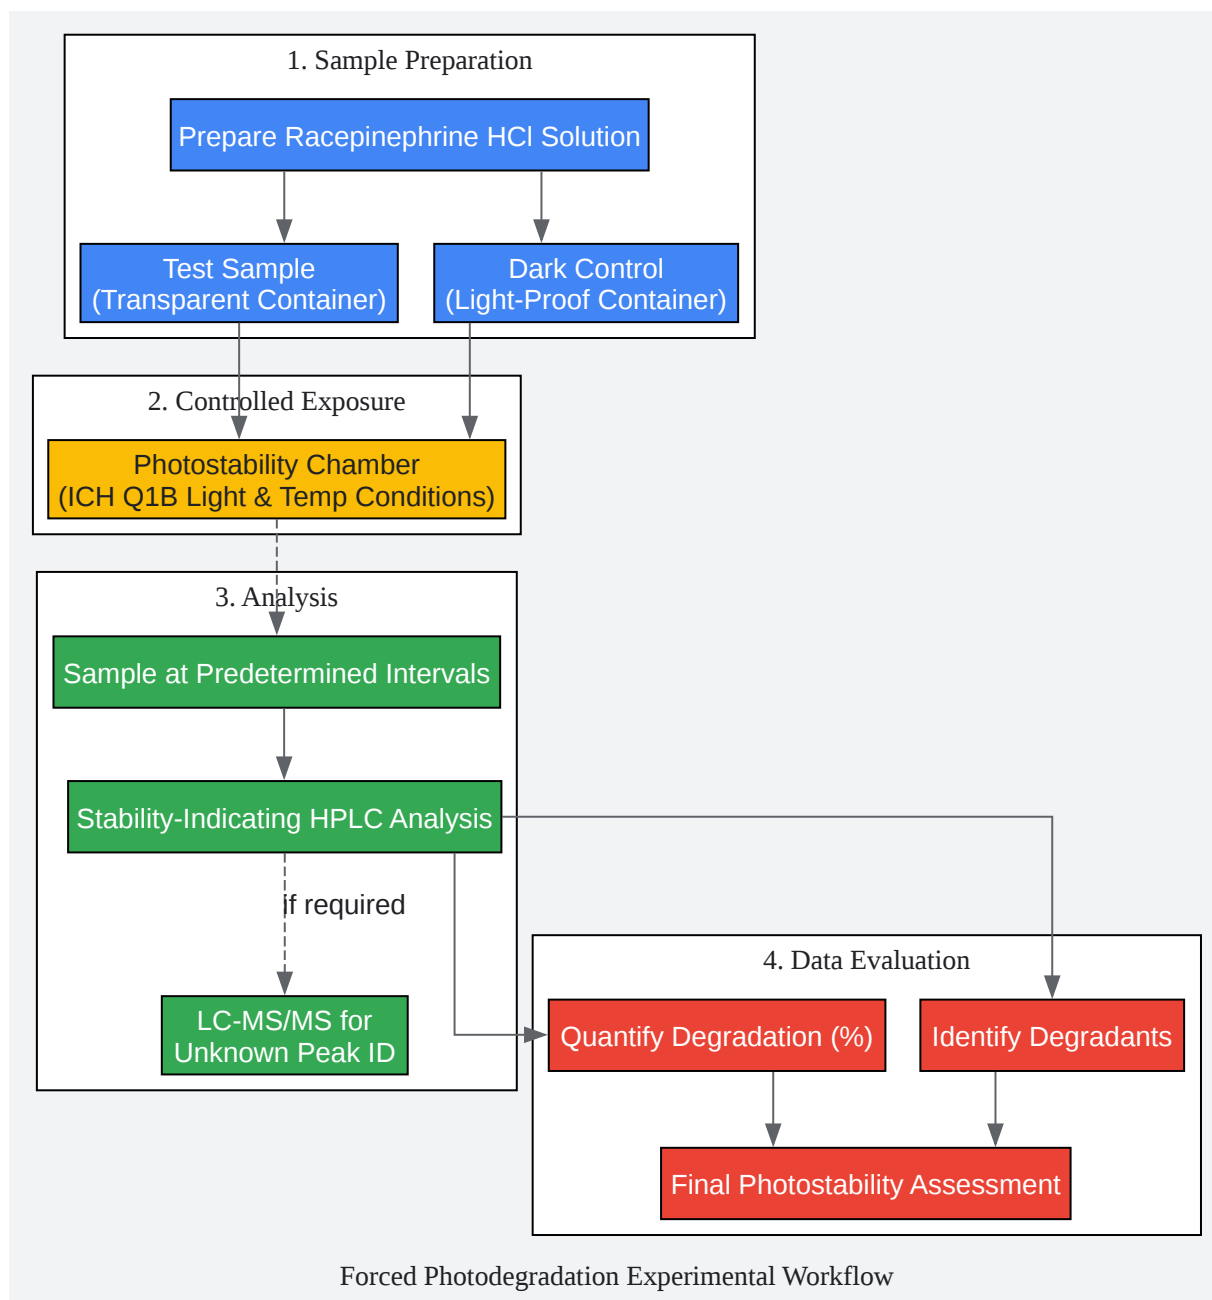 1. Sample Preparation
Prepare Racepinephrine HCl Solution
Test Sample
(Transparent Container)
Dark Control
(Light-Proof Container)
2. Controlled Exposure
Photostability Chamber
(ICH Q1B Light & Temp Conditions)
3. Analysis
Sample at Predetermined Intervals
Stability-Indicating HPLC Analysis
if required
LC-MS/MS for
Unknown Peak ID
4. Data Evaluation
Quantify Degradation (%)
Identify Degradants
Final Photostability Assessment
Forced Photodegradation Experimental Workflow